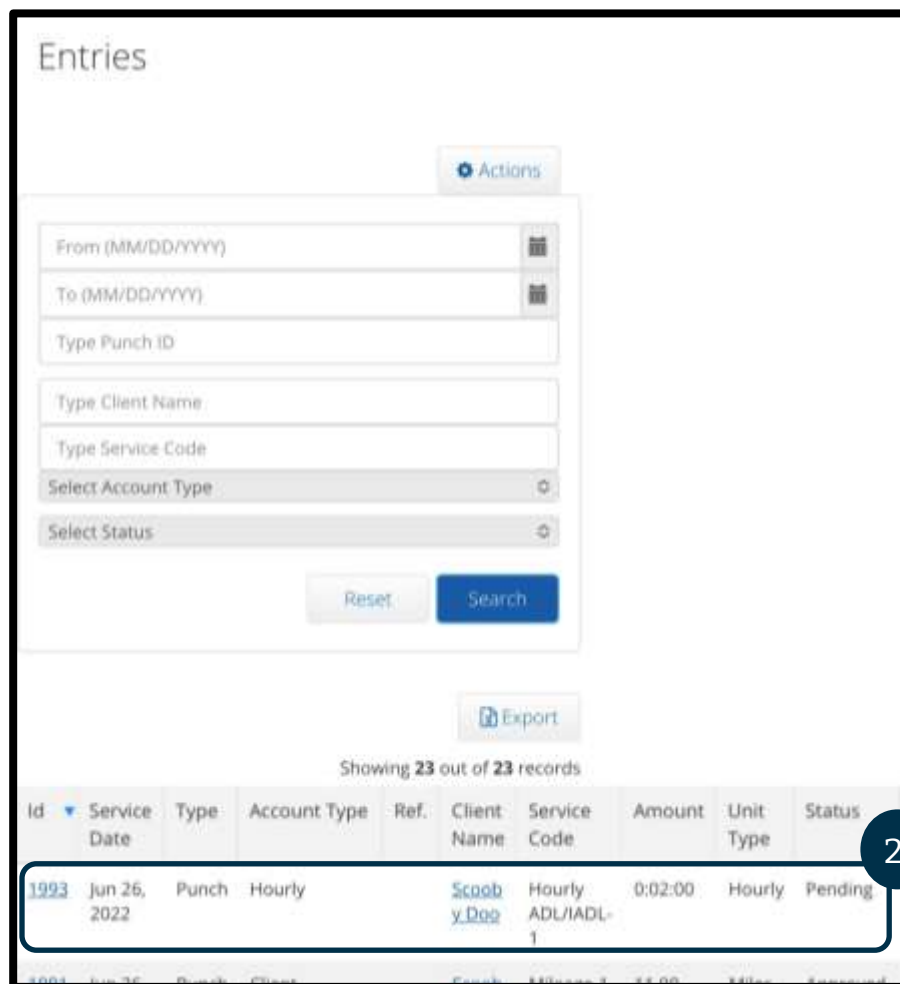 Entries
Actions
From (MM/DD/YYYY)
To (MM/DD/YYYY)
Type Punch ID
Type Client Name
Type Service Code
Select Account Type
Select Status
Reset Search
Export
Showing 23 out of 23 records
Id Service Date Type Account Type Ref. Client Name Service Code Amount Unit Type Status
2
1993 Jun 26, 2022 Punch Hourly Scooby Doo Hourly ADL/IADL-1 0:02:00 Hourly Pending